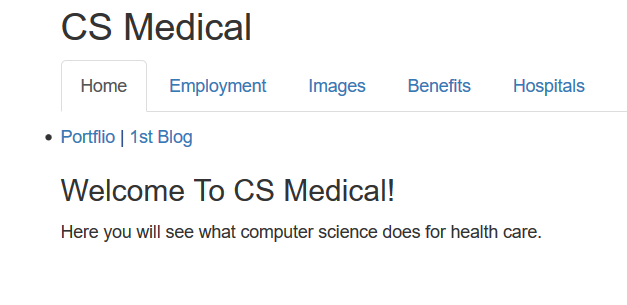 CS Medical
Home Employment Images Benefits Hospitals
• Portflio | 1st Blog
Welcome To CS Medical!
Here you will see what computer science does for health care.